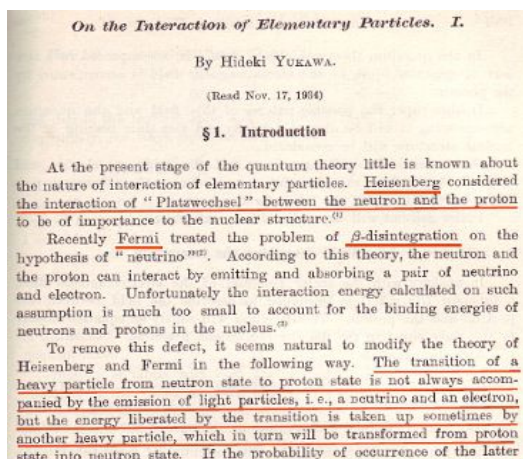 On the Interaction of Elementary Particles. I.
By Hideki YUKAWA.
(Read Nov. 17, 1934)
§1. Introduction
At the present stage of the quantum theory little is known about
the nature of interaction of elementary particles. Heisenberg considered
the interaction of "Platzwechsel" between the neutron and the proton
to be of importance to the nuclear structure.(1)
Recently Fermi treated the problem of β-disintegration on the
hypothesis of "neutrino"(2). According to this theory, the neutron and
the proton can interact by emitting and absorbing a pair of neutrino
and electron. Unfortunately the interaction energy calculated on such
assumption is much too small to account for the binding energies of
neutrons and protons in the nucleus.(3)
To remove this defect, it seems natural to modify the theory of
Heisenberg and Fermi in the following way. The transition of a
heavy particle from neutron state to proton state is not always accom-
panied by the emission of light particles, i. e., a neutrino and an electron,
but the energy liberated by the transition is taken up sometimes by
another heavy particle, which in turn will be transformed from proton
state into neutron state. If the probability of occurrence of the latter